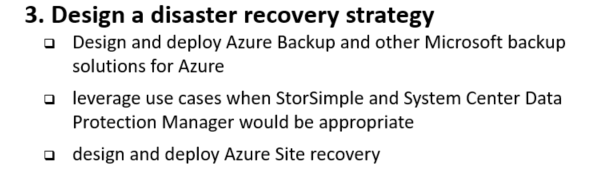 3. Design a disaster recovery strategy
❑ Design and deploy Azure Backup and other Microsoft backup
solutions for Azure
❑ leverage use cases when StorSimple and System Center Data
Protection Manager would be appropriate
❑ design and deploy Azure Site recovery